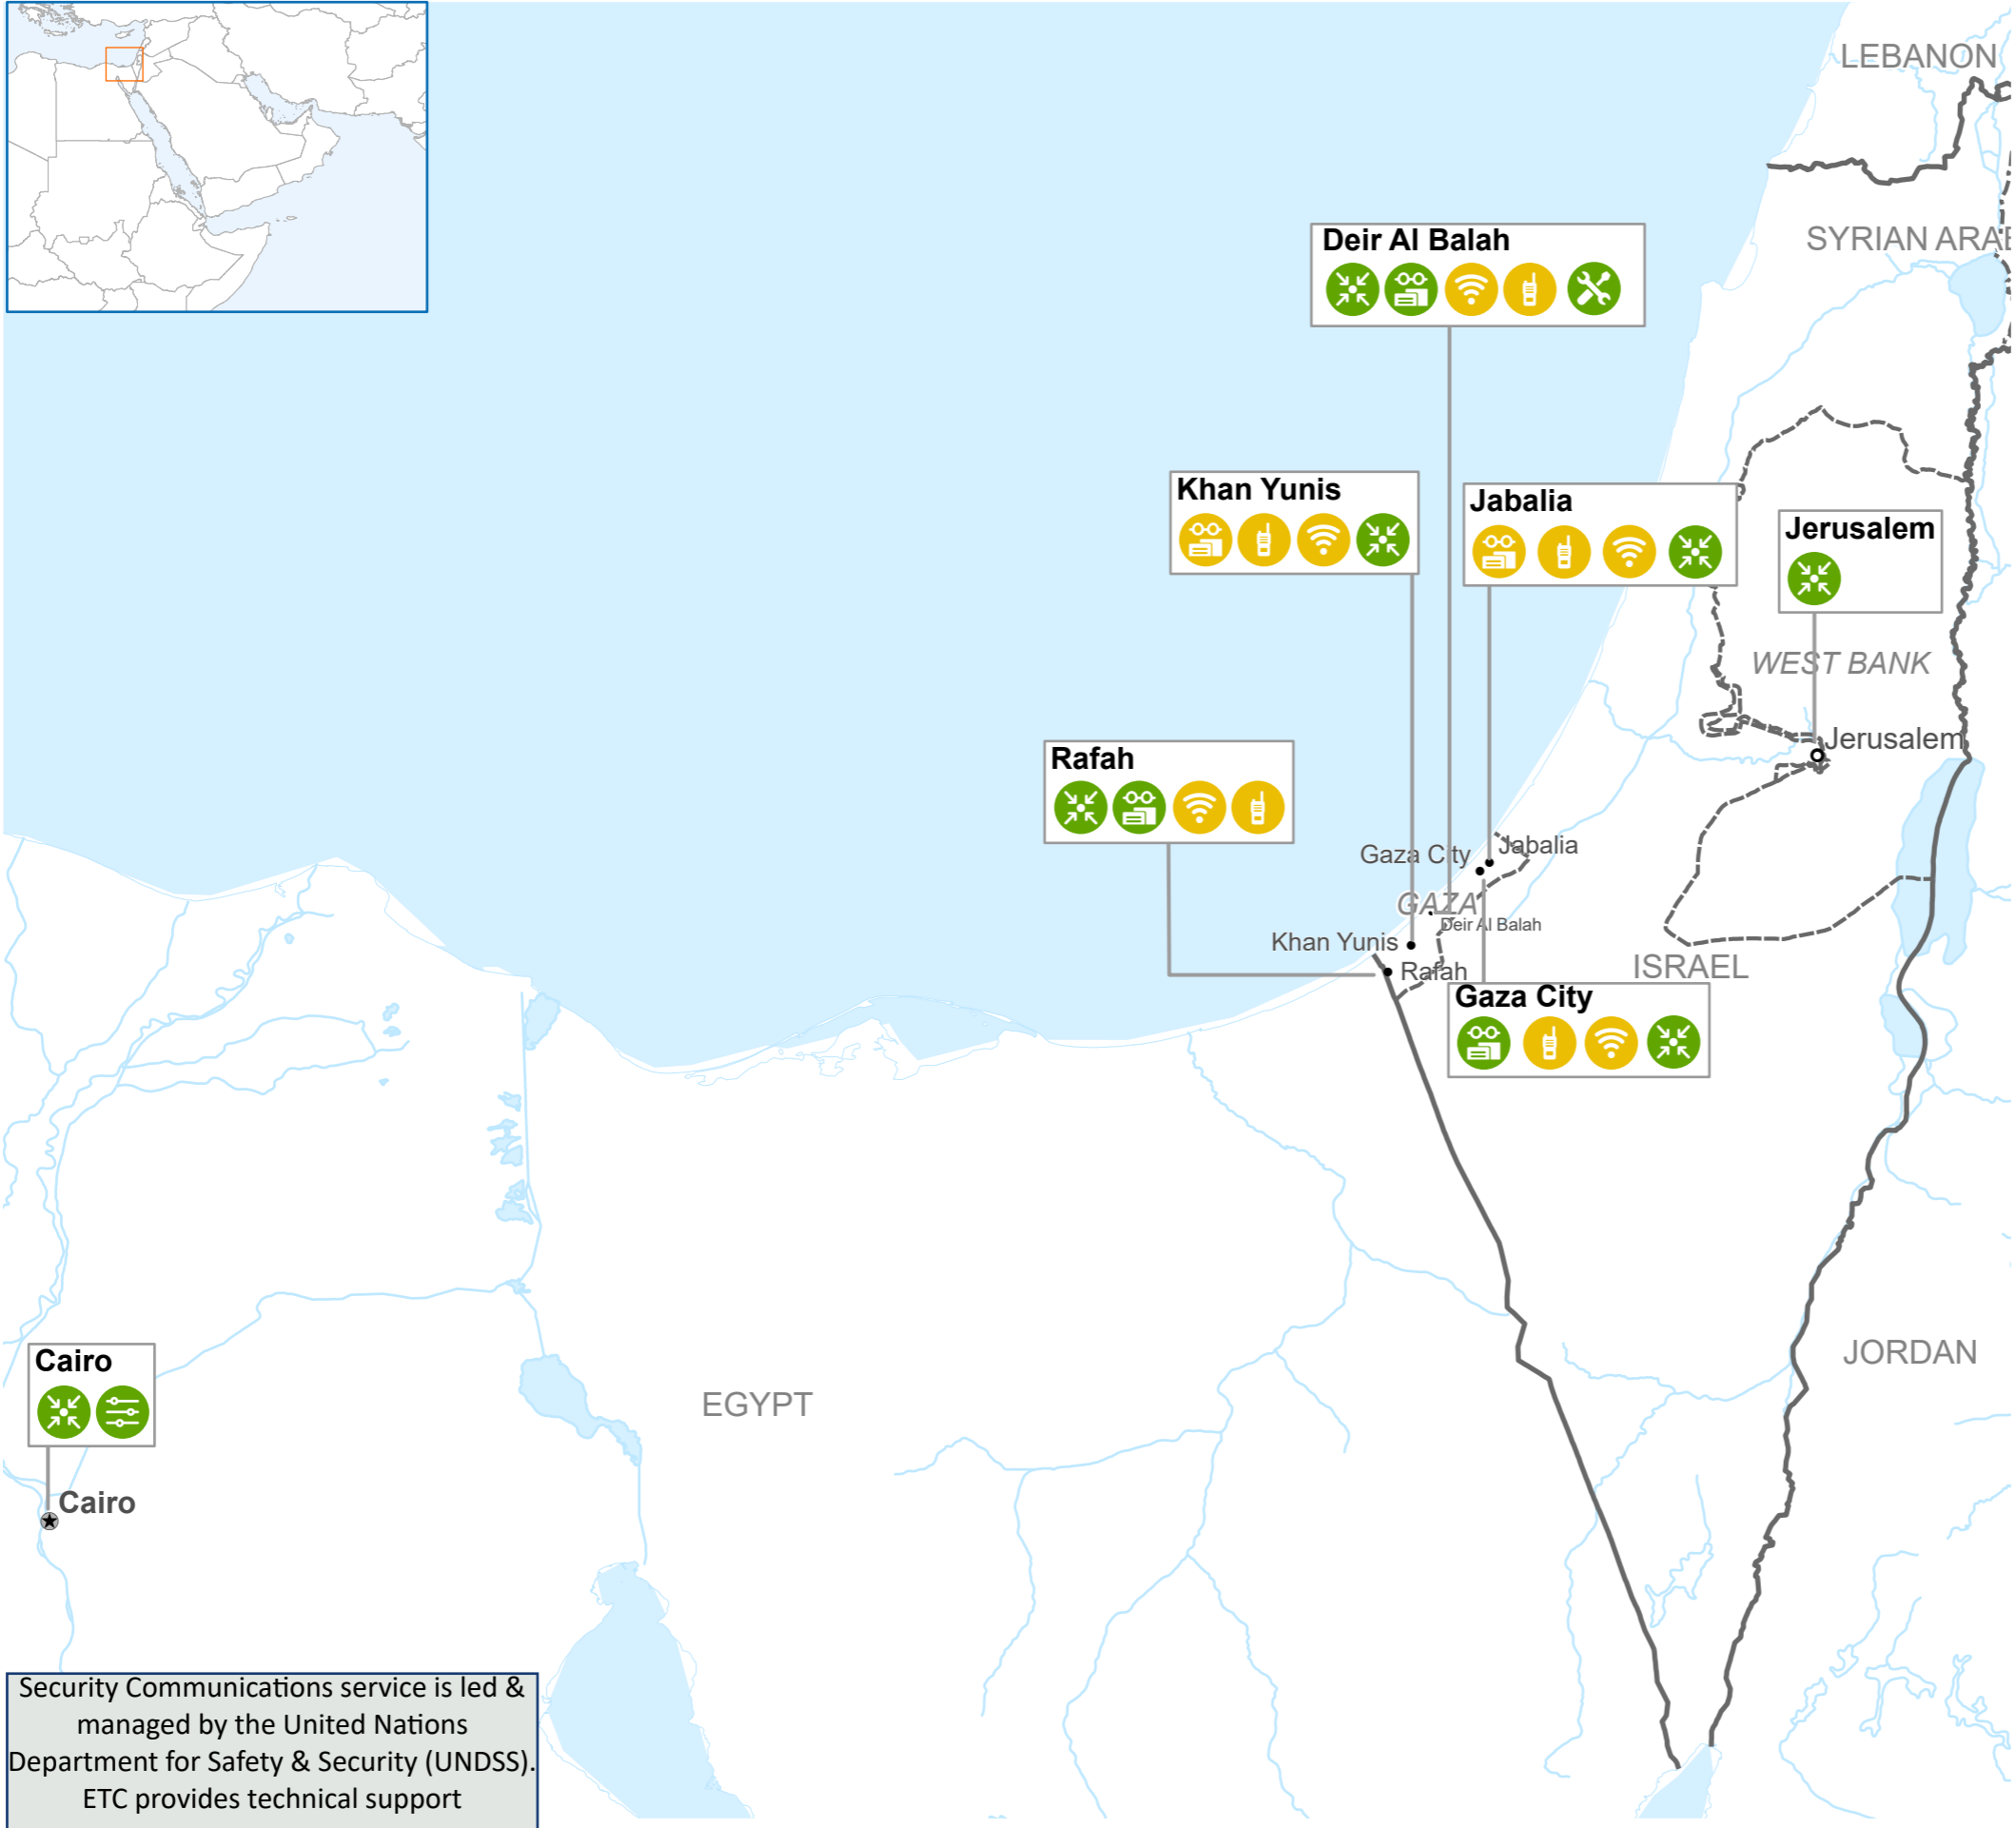 LEBANON
SYRIAN ARAB
Deir Al Balah
Khan Yunis
Jabalia
Jerusalem
WEST BANK
Jerusalem
Rafah
Gaza City
Jabalia
GAZA
Deir Al Balah
Khan Yunis
Rafah
ISRAEL
Gaza City
JORDAN
Cairo
EGYPT
Cairo
Security Communications service is led &
managed by the United Nations
Department for Safety & Security (UNDSS).
ETC provides technical support